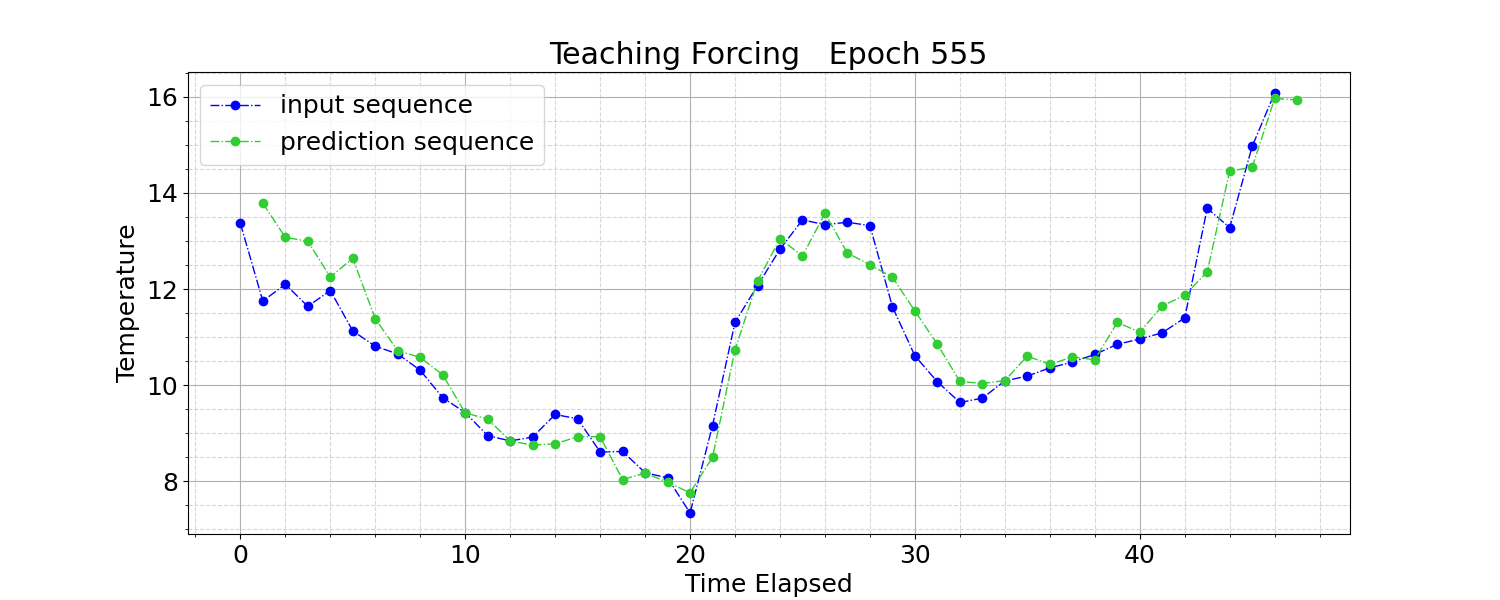 Teaching Forcing   Epoch 555
input sequence
prediction sequence
Temperature
16
14
12
10
8
0 10 20 30 40
Time Elapsed